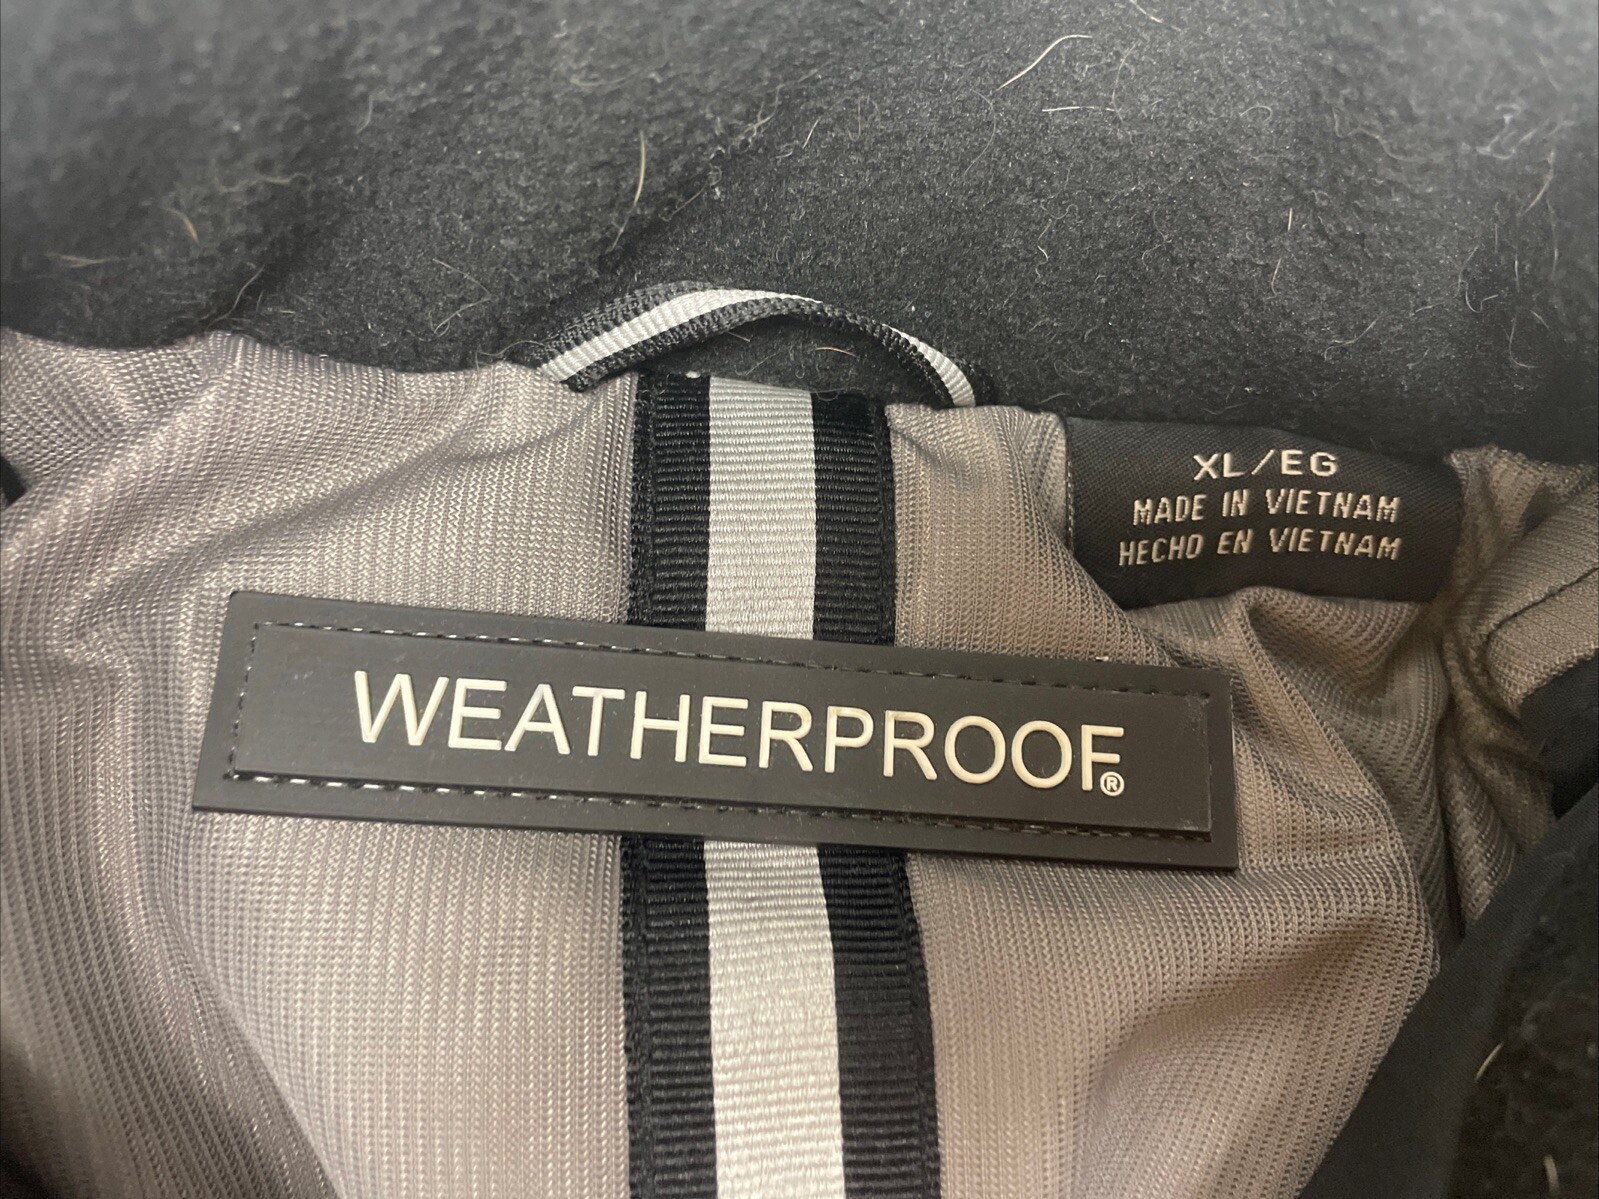 XL/EG
MADE IN VIETNAM
HECHO EN VIETNAM
WEATHERPROOF®